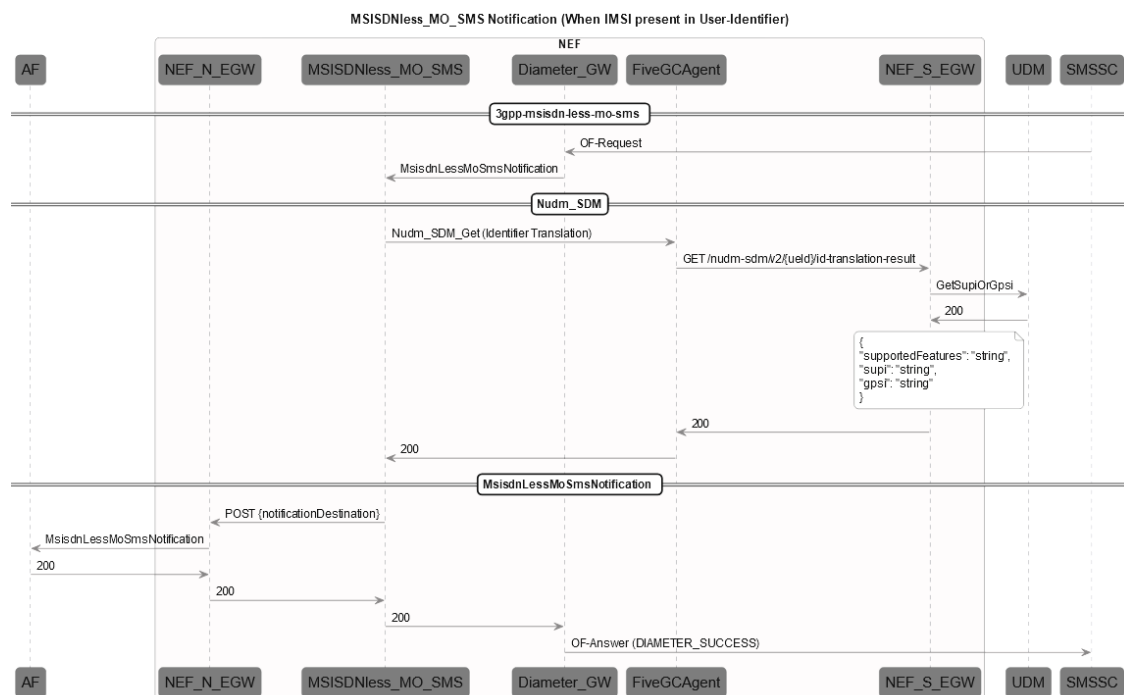 MSISDNless_MO_SMS Notification (When IMSI present in User-Identifier)
NEF
AF NEF_N_EGW MSISDNless_MO_SMS Diameter_GW FiveGCAgent NEF_S_EGW UDM SMSSC
3gpp-msisdn-less-mo-sms
OF-Request
MsisdnLessMoSmsNotification
Nudm_SDM
Nudm_SDM_Get (Identifier Translation)
GET /nudm-sdm/v2/{ueId}/id-translation-result
GetSupiOrGpsi
200
{
"supportedFeatures": "string",
"supi": "string",
"gpsi": "string"
}
200
200
MsisdnLessMoSmsNotification
POST {notificationDestination}
MsisdnLessMoSmsNotification
200
200
200
OF-Answer (DIAMETER_SUCCESS)
AF NEF_N_EGW MSISDNless_MO_SMS Diameter_GW FiveGCAgent NEF_S_EGW UDM SMSSC